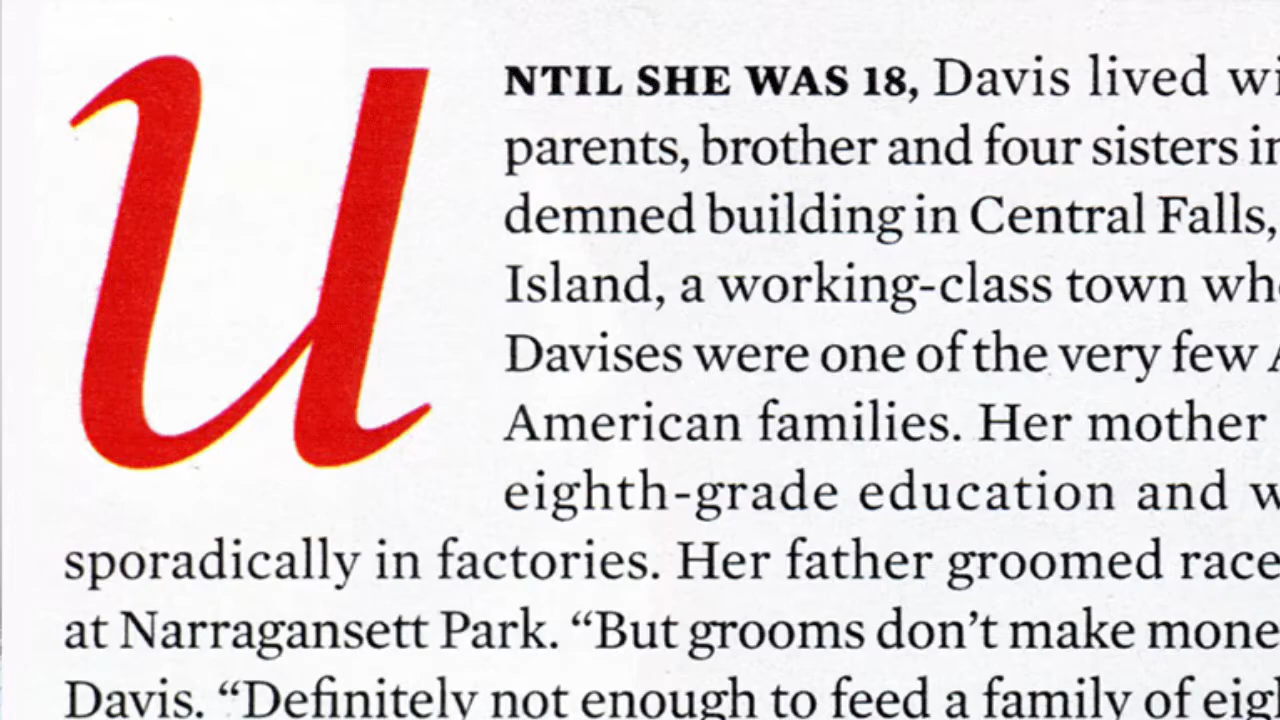 uNTIL SHE WAS 18, Davis lived wi
parents, brother and four sisters in
demned building in Central Falls,
Island, a working-class town whe
Davises were one of the very few A
American families. Her mother
eighth-grade education and w
sporadically in factories. Her father groomed race
at Narragansett Park. “But grooms don’t make mone
Davis. “Definitely not enough to feed a family of eigh